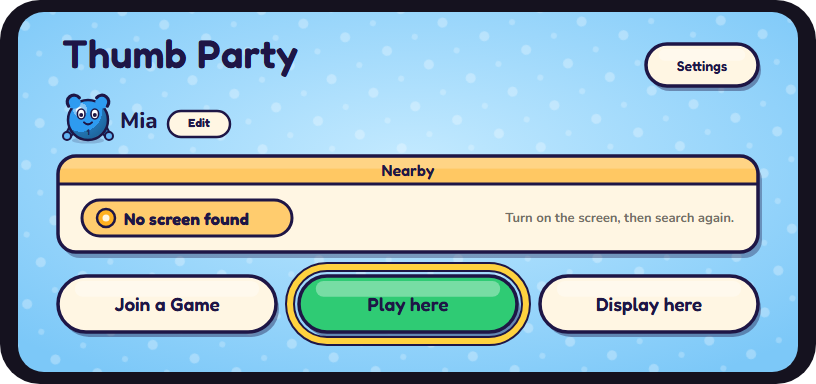 Thumb Party
Settings
Mia
Edit
Nearby
No screen found
Turn on the screen, then search again.
Join a Game
Play here
Display here